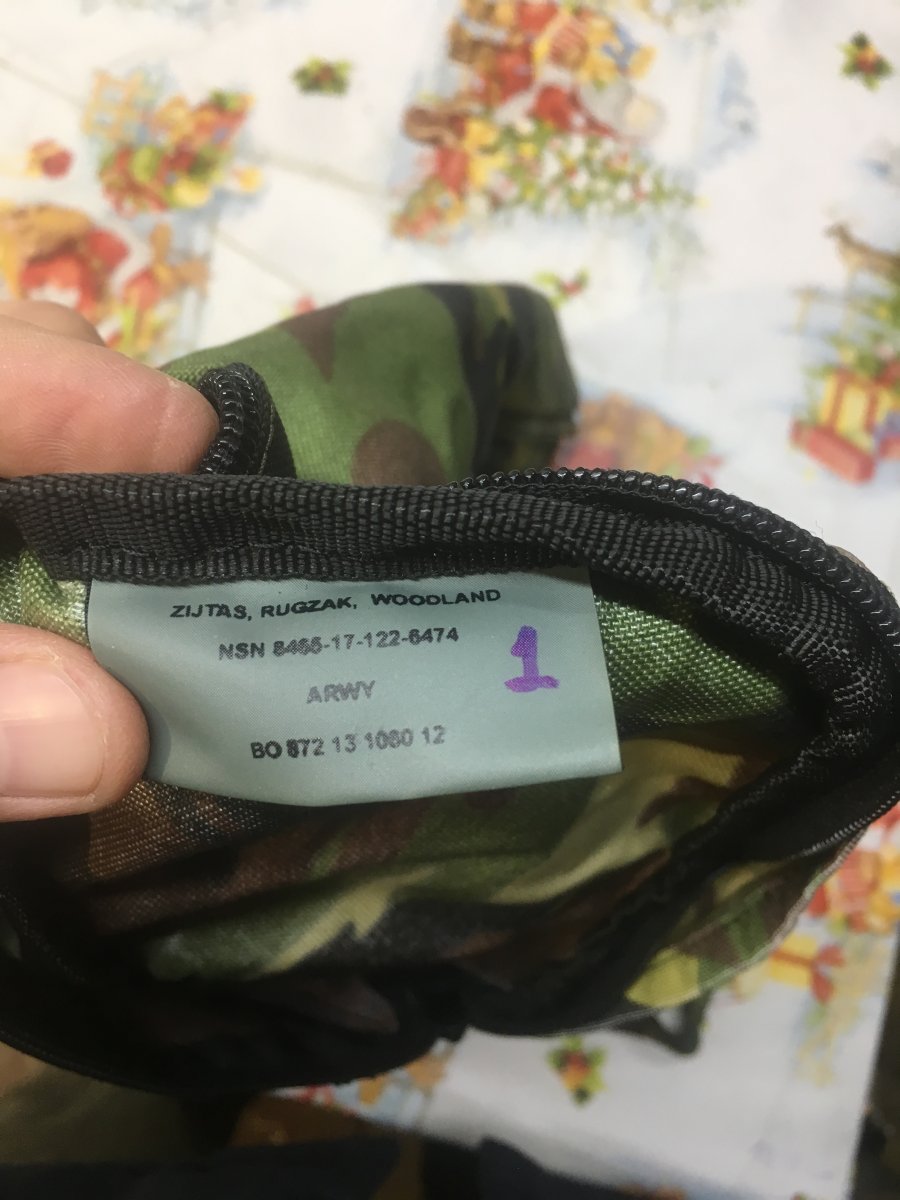 ZIJTAS, RUGZAK, WOODLAND
NSN 8465-17-122-6474
1
ARWY
BO 872 13 1060 12